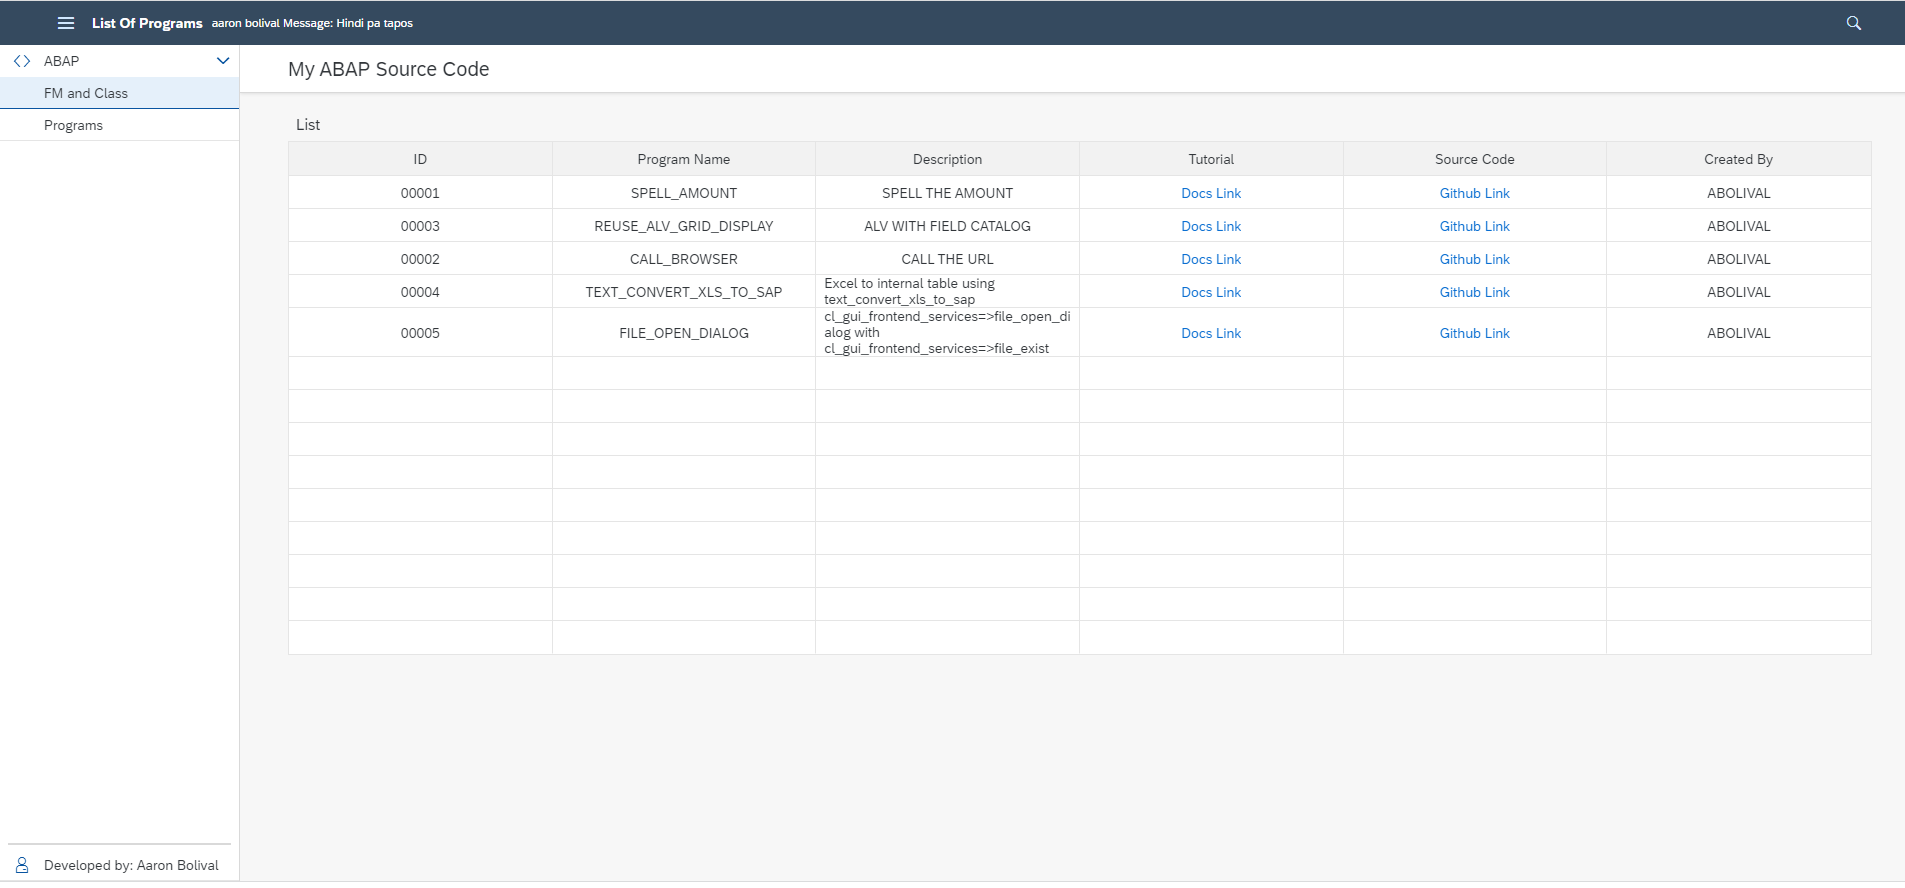 List Of Programs aaron bolival Message: Hindi pa tapos
ABAP
FM and Class
Programs
My ABAP Source Code
List
ID Program Name Description Tutorial Source Code Created By
00001 SPELL_AMOUNT SPELL THE AMOUNT Docs Link Github Link ABOLIVAL
00003 REUSE_ALV_GRID_DISPLAY ALV WITH FIELD CATALOG Docs Link Github Link ABOLIVAL
00002 CALL_BROWSER CALL THE URL Docs Link Github Link ABOLIVAL
00004 TEXT_CONVERT_XLS_TO_SAP Excel to internal table using
text_convert_xls_to_sap Docs Link Github Link ABOLIVAL
00005 FILE_OPEN_DIALOG cl_gui_frontend_services=>file_open_di
alog with
cl_gui_frontend_services=>file_exist Docs Link Github Link ABOLIVAL
Developed by: Aaron Bolival